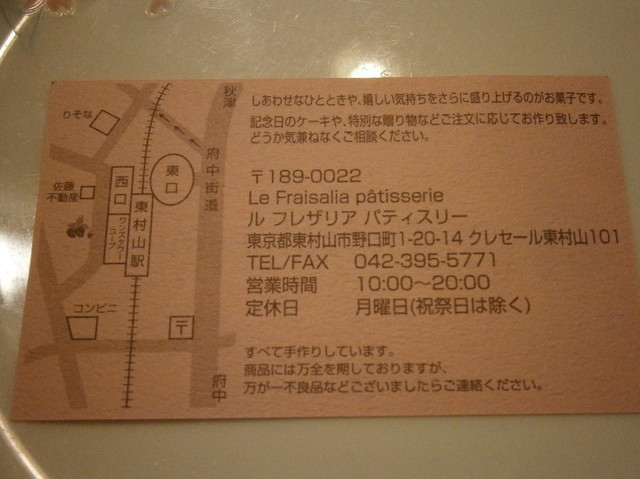 しあわせなひとときや、嬉しい気持ちをさらに盛り上げるのがお菓子です。
記念日のケーキや、特別な贈り物などご注文に応じてお作り致します。
どうか気兼ねなくご相談ください。
〒189-0022
Le Fraisalia pâtisserie
ル フレザリア パティスリー
東京都東村山市野口町1-20-14 クレセール東村山101
TEL/FAX 042-395-5771
営業時間 10:00～20:00
定休日 月曜日(祝祭日は除く)
すべて手作りしています。
商品には万全を期しておりますが、
万が一不良品などございましたらご連絡ください。
秋津
りそな
府中街道
東口
西口
佐藤
不動産
ワンズタワー
コープ
東村山駅
コンビニ
〒
府中